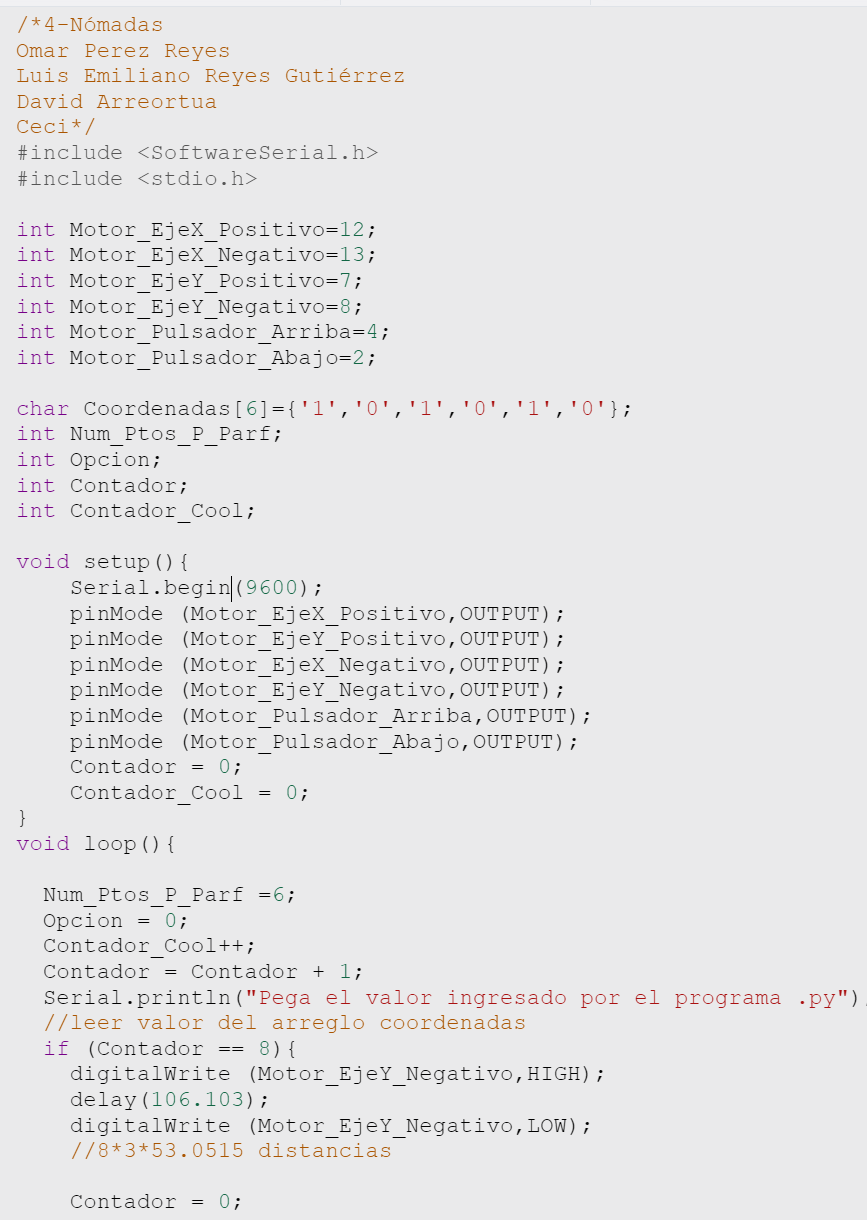 /*4-Nómadas
Omar Perez Reyes
Luis Emiliano Reyes Gutiérrez
David Arreortua
Ceci*/
#include <SoftwareSerial.h>
#include <stdio.h>

int Motor_EjeX_Positivo=12;
int Motor_EjeX_Negativo=13;
int Motor_EjeY_Positivo=7;
int Motor_EjeY_Negativo=8;
int Motor_Pulsador_Arriba=4;
int Motor_Pulsador_Abajo=2;

char Coordenadas[6]={'1','0','1','0','1','0'};
int Num_Ptos_P_Parf;
int Opcion;
int Contador;
int Contador_Cool;

void setup(){
    Serial.begin(9600);
    pinMode (Motor_EjeX_Positivo,OUTPUT);
    pinMode (Motor_EjeY_Positivo,OUTPUT);
    pinMode (Motor_EjeX_Negativo,OUTPUT);
    pinMode (Motor_EjeY_Negativo,OUTPUT);
    pinMode (Motor_Pulsador_Arriba,OUTPUT);
    pinMode (Motor_Pulsador_Abajo,OUTPUT);
    Contador = 0;
    Contador_Cool = 0;
}
void loop(){

  Num_Ptos_P_Parf =6;
  Opcion = 0;
  Contador_Cool++;
  Contador = Contador + 1;
  Serial.println("Pega el valor ingresado por el programa .py")
  //leer valor del arreglo coordenadas
  if (Contador == 8){
    digitalWrite (Motor_EjeY_Negativo,HIGH);
    delay(106.103);
    digitalWrite (Motor_EjeY_Negativo,LOW);
    //8*3*53.0515 distancias

    Contador = 0;